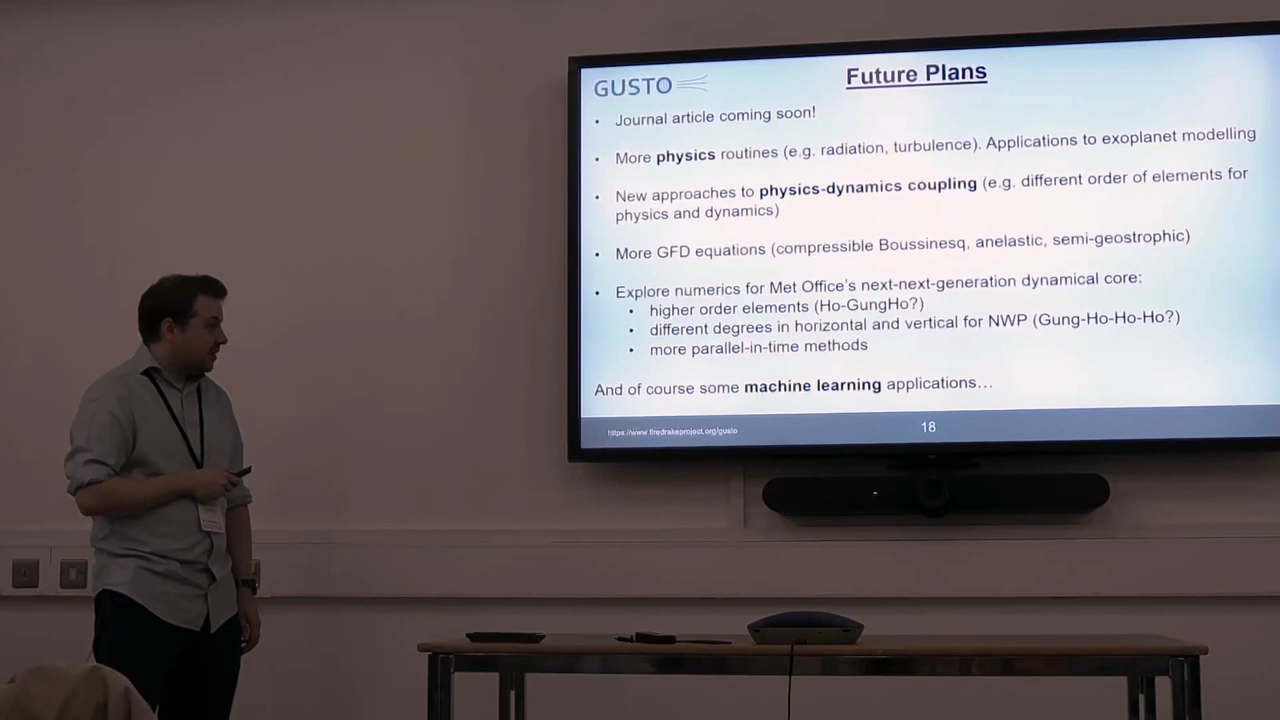 GUSTO
Future Plans
• Journal article coming soon!
• More physics routines (e.g. radiation, turbulence). Applications to exoplanet modelling
• New approaches to physics-dynamics coupling (e.g. different order of elements for
physics and dynamics)
• More GFD equations (compressible Boussinesq, anelastic, semi-geostrophic)
• Explore numerics for Met Office's next-next-generation dynamical core:
• higher order elements (Ho-GungHo?)
• different degrees in horizontal and vertical for NWP (Gung-Ho-Ho-Ho?)
• more parallel-in-time methods
And of course some machine learning applications…
https://www.firedrakeproject.org/gusto
18